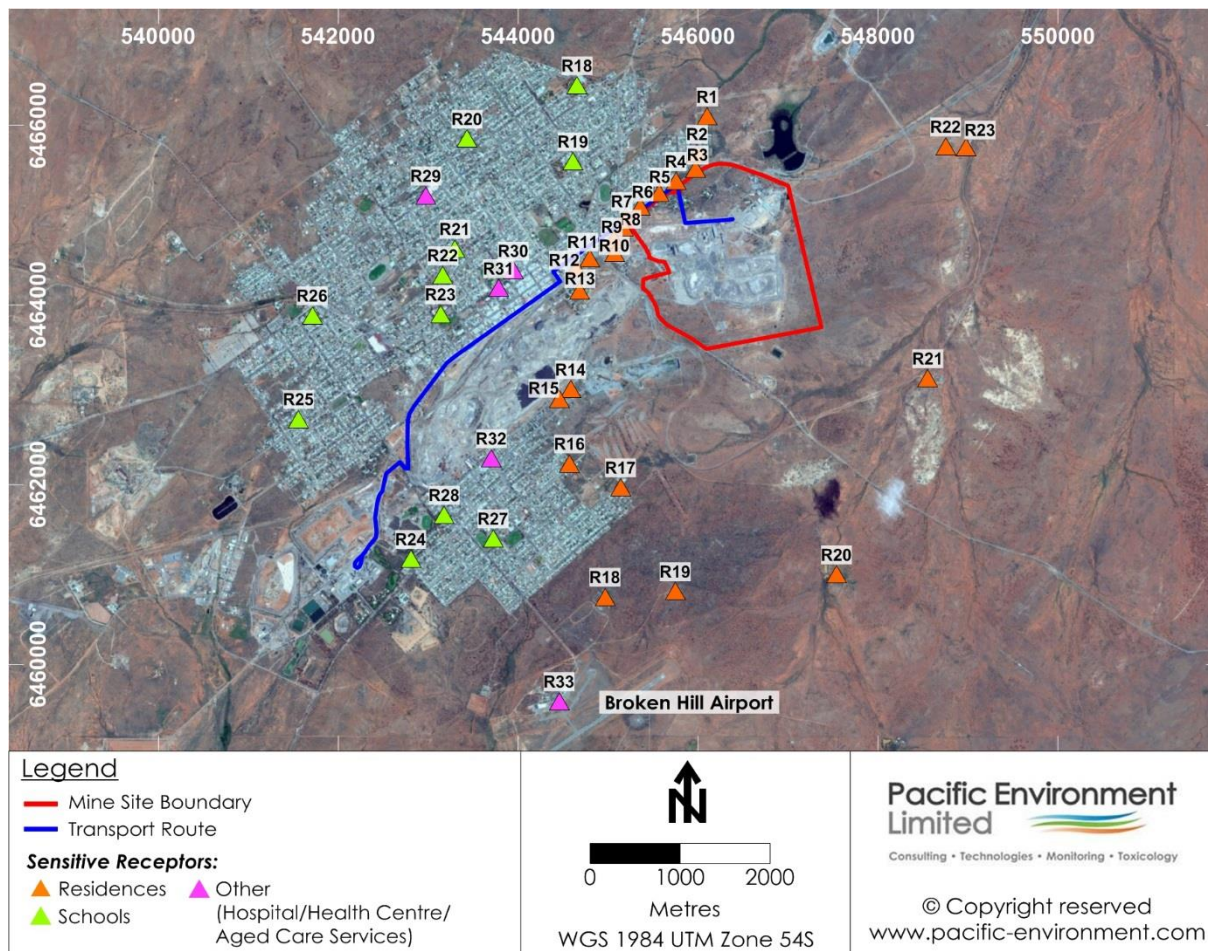 540000 542000 544000 546000 548000 550000
6466000
6464000
6462000
6460000
R18
R1
R20
R19
R2
R22 R23
R4 R3
R5
R29
R7 R6
R9 R8
R21
R11 R10
R22
R30
R31
R12
R13
R26
R23
R21
R14
R15
R25
R32
R16
R17
R28
R27
R24
R20
R18
R19
R33
Broken Hill Airport
Legend
Mine Site Boundary
Transport Route
Sensitive Receptors:
Residences
Other
(Hospital/Health Centre/
Aged Care Services)
Schools
N
0 1000 2000
Metres
WGS 1984 UTM Zone 54S
Pacific Environment
Limited
Consulting • Technologies • Monitoring • Toxicology
© Copyright reserved
www.pacific-environment.com